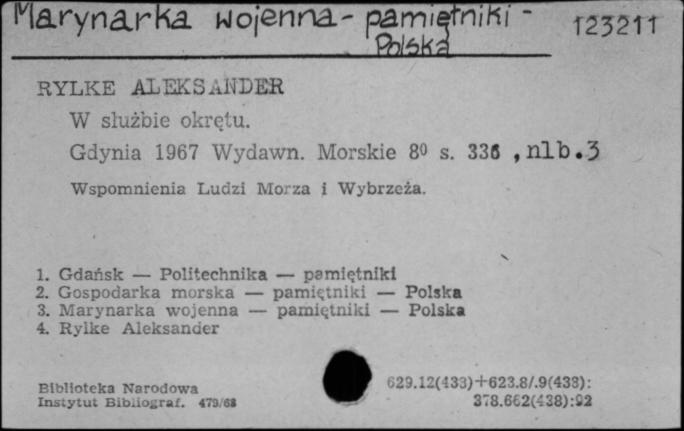 Marynarka wojenna - pamiętniki - 123211
Polska
RYLKE ALEKSANDER
W służbie okrętu.
Gdynia 1967 Wydawn. Morskie 8⁰ s. 336 , nlb.3
Wspomnienia Ludzi Morza i Wybrzeża.
1. Gdańsk — Politechnika — pamiętniki
2. Gospodarka morska — pamiętniki — Polska
3. Marynarka wojenna — pamiętniki — Polska
4. Rylke Aleksander
Biblioteka Narodowa 629.12(433)+623.8/.9(438):
Instytut Bibliograf. 479/68 378.662(438):92